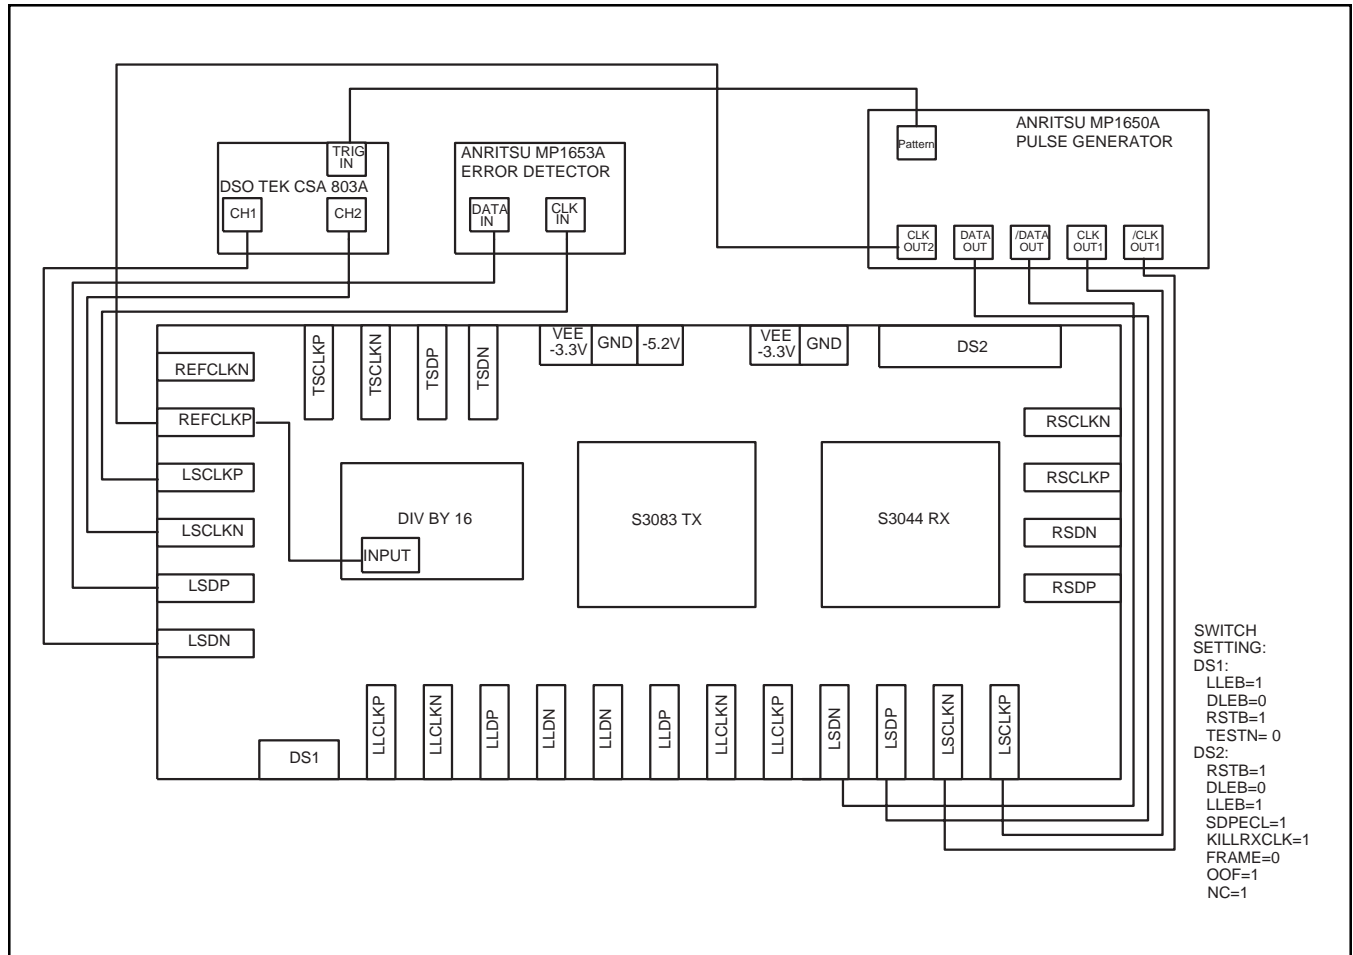 ANRITSU MP1650A
PULSE GENERATOR
Pattern
CLK
OUT2
DATA
OUT
/DATA
OUT
CLK
OUT1
/CLK
OUT1
TRIG
IN
DSO TEK CSA 803A
CH1
CH2
ANRITSU MP1653A
ERROR DETECTOR
DATA
IN
CLK
IN
REFCLKN
REFCLKP
LSCLKP
LSCLKN
LSDP
LSDN
TSCLKP
TSCLKN
TSDP
TSDN
VEE
-3.3V
GND
-5.2V
VEE
-3.3V
GND
DS2
DIV BY 16
INPUT
S3083 TX
S3044 RX
RSCLKN
RSCLKP
RSDN
RSDP
DS1
LLCLKP
LLCLKN
LLDP
LLDN
LLDN
LLDP
LLCLKN
LLCLKP
LSDN
LSDP
LSCLKN
LSCLKP
SWITCH
SETTING:
DS1:
LLEB=1
DLEB=0
RSTB=1
TESTN= 0
DS2:
RSTB=1
DLEB=0
LLEB=1
SDPECL=1
KILLRXCLK=1
FRAME=0
OOF=1
NC=1